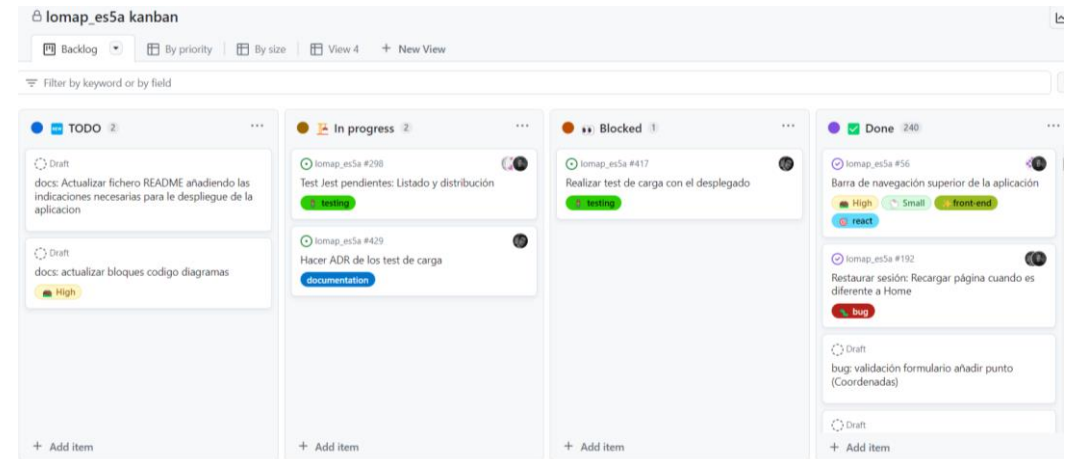 lomap_es5a kanban
Backlog
By priority
By size
View 4
+ New View
Filter by keyword or by field
NEW TODO 2
Draft
docs: Actualizar fichero README añadiendo las
indicaciones necesarias para le despliegue de la
aplicacion
Draft
docs: actualizar bloques codigo diagramas
High
+ Add item
In progress 2
lomap_es5a #298
Test Jest pendientes: Listado y distribución
testing
lomap_es5a #429
Hacer ADR de los test de carga
documentation
+ Add item
Blocked 1
lomap_es5a #417
Realizar test de carga con el desplegado
testing
+ Add item
Done 240
lomap_es5a #56
Barra de navegación superior de la aplicación
High
Small
front-end
react
lomap_es5a #192
Restaurar sesión: Recargar página cuando es
diferente a Home
bug
Draft
bug: validación formulario añadir punto
(Coordenadas)
Draft
+ Add item